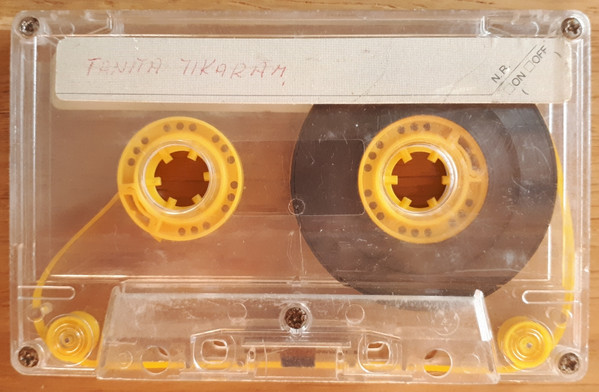 TANITA TIKARAM
N.R.
ON OFF